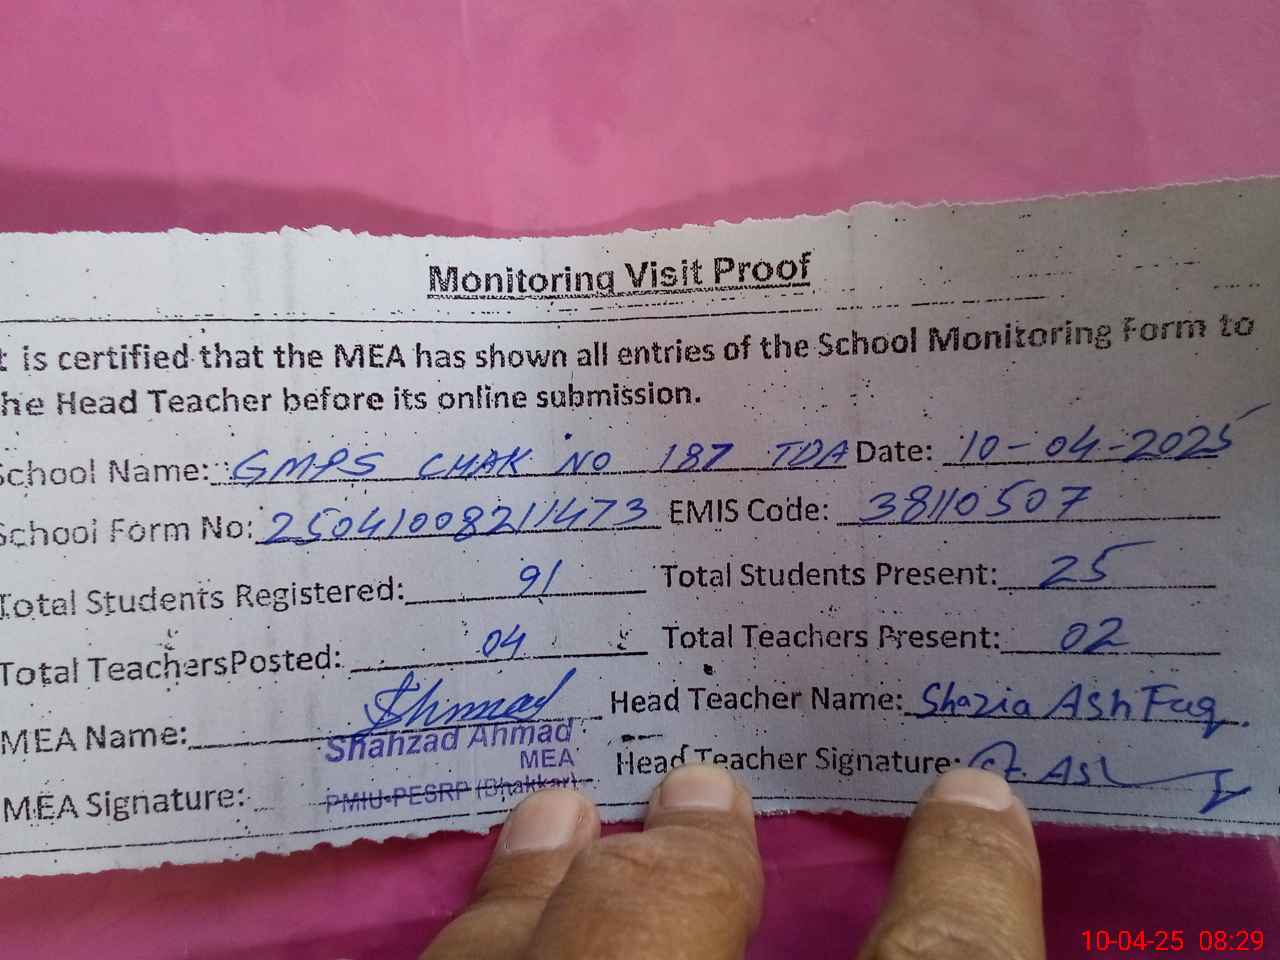 Monitoring Visit Proof
t is certified that the MEA has shown all entries of the School Monitoring Form to
he Head Teacher before its online submission.
School Name: GMPS CHAK NO 187 TDA Date: 10-04-2025
School Form No: 25041008211473 EMIS Code: 38110507
Total Students Registered: 91 Total Students Present: 25
Total TeachersPosted: 04 Total Teachers Present: 02
MEA Name: Shmad Head Teacher Name: Shazia AshFaq.
Shahzad Ahmad
MEA
MEA Signature: PMIU-PESRP (Bhakkar) Head Teacher Signature:
10-04-25 08:29